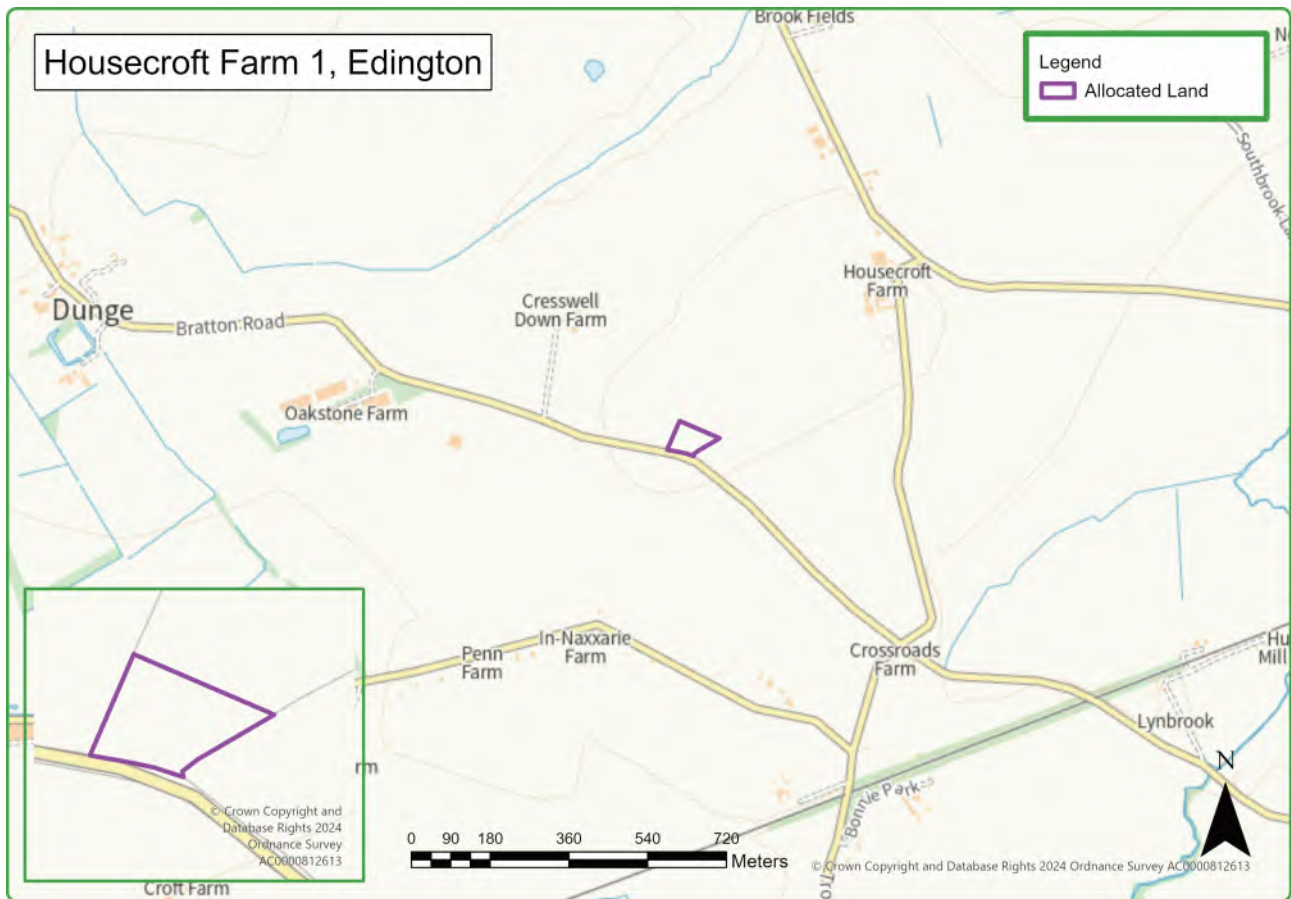 Housecroft Farm 1, Edington
Brook Fields
Legend
Allocated Land
Southbrook
Dunge
Bratton Road
Cresswell
Down Farm
Housecroft
Farm
Oakstone Farm
Penn
Farm
In-Naxxarie
Farm
Crossroads
Farm
Hu
Mill
Lynbrook
N
rm
Bonnie Park
© Crown Copyright and
Database Rights 2024
Ordnance Survey
AC0000812613
0 90 180 360 540 720
Meters
© Crown Copyright and Database Rights 2024 Ordnance Survey AC0000812613
Croft Farm